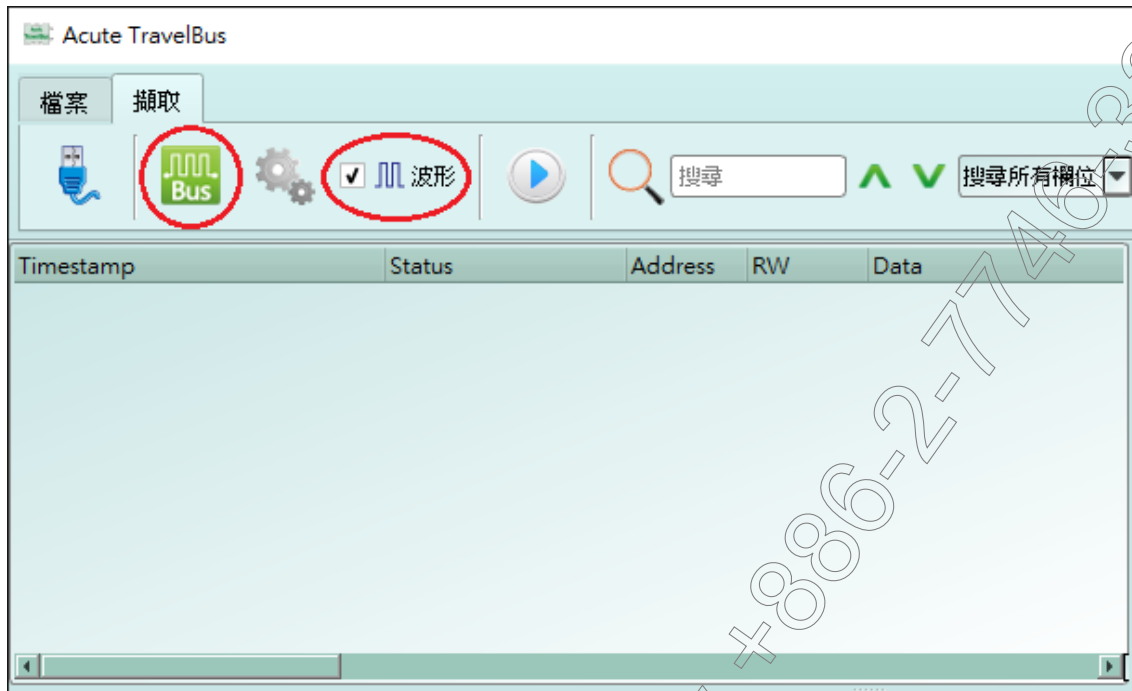 Acute TravelBus
檔案 擷取
Bus 波形 搜尋 搜尋所有欄位
Timestamp Status Address RW Data
+886-2-7746-3